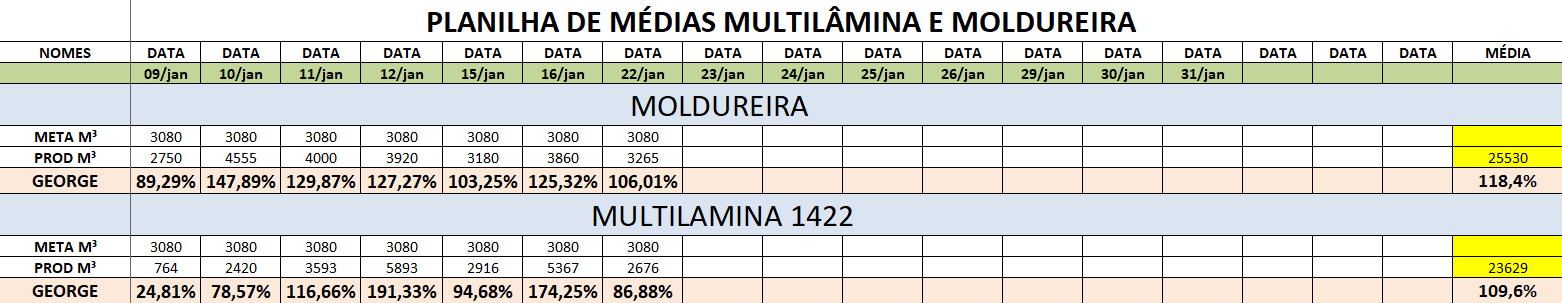 PLANILHA DE MÉDIAS MULTILÂMINA E MOLDUREIRA
NOMES DATA DATA DATA DATA DATA DATA DATA DATA DATA DATA DATA DATA DATA DATA DATA DATA DATA MÉDIA
09/jan 10/jan 11/jan 12/jan 15/jan 16/jan 22/jan 23/jan 24/jan 25/jan 26/jan 29/jan 30/jan 31/jan
MOLDUREIRA
META M³ 3080 3080 3080 3080 3080 3080 3080
PROD M³ 2750 4555 4000 3920 3180 3860 3265 25530
GEORGE 89,29% 147,89% 129,87% 127,27% 103,25% 125,32% 106,01% 118,4%
MULTILAMINA 1422
META M³ 3080 3080 3080 3080 3080 3080 3080
PROD M³ 764 2420 3593 5893 2916 5367 2676 23629
GEORGE 24,81% 78,57% 116,66% 191,33% 94,68% 174,25% 86,88% 109,6%